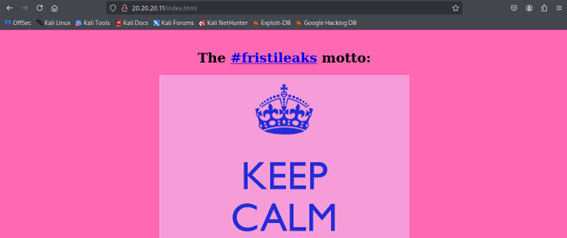 20.20.20.11/index.html
OffSec Kali Linux Kali Tools Kali Docs Kali Forums Kali NetHunter Exploit-DB Google Hacking DB
The #fristileaks motto:
KEEP
CALM